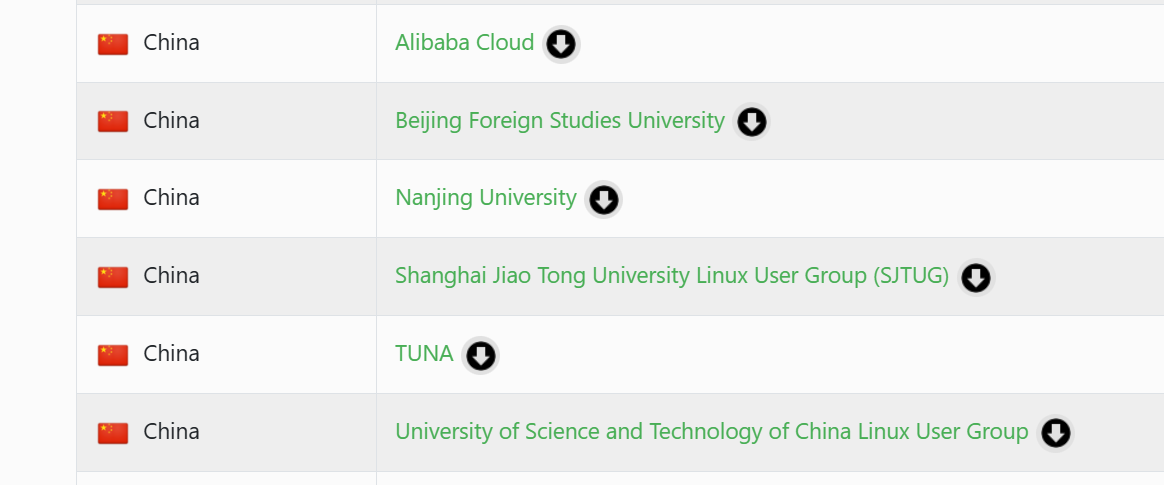 China Alibaba Cloud
China Beijing Foreign Studies University
China Nanjing University
China Shanghai Jiao Tong University Linux User Group (SJTUG)
China TUNA
China University of Science and Technology of China Linux User Group